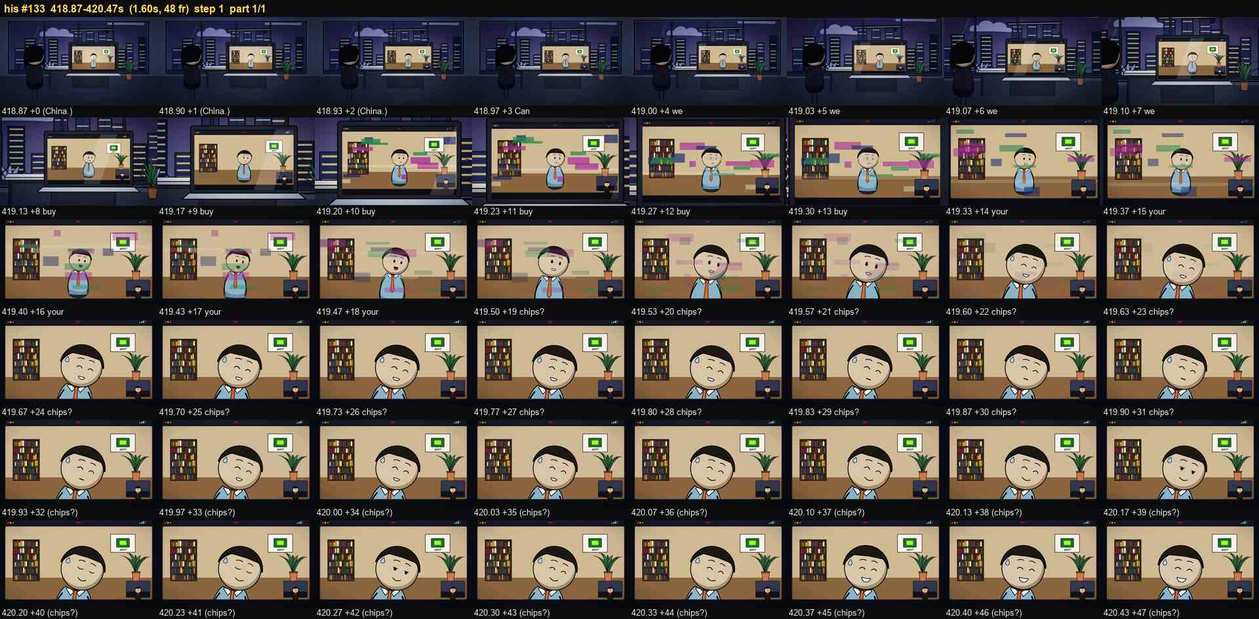 his #133 418.87-420.47s (1.60s, 48 fr) step 1 part 1/1
418.87 +0 (China.)
418.90 +1 (China.)
418.93 +2 (China.)
418.97 +3 Can
419.00 +4 we
419.03 +5 we
419.07 +6 we
419.10 +7 we
419.13 +8 buy
419.17 +9 buy
419.20 +10 buy
419.23 +11 buy
419.27 +12 buy
419.30 +13 buy
419.33 +14 your
419.37 +15 your
419.40 +16 your
419.43 +17 your
419.47 +18 your
419.50 +19 chips?
419.53 +20 chips?
419.57 +21 chips?
419.60 +22 chips?
419.63 +23 chips?
419.67 +24 chips?
419.70 +25 chips?
419.73 +26 chips?
419.77 +27 chips?
419.80 +28 chips?
419.83 +29 chips?
419.87 +30 chips?
419.90 +31 chips?
419.93 +32 (chips?)
419.97 +33 (chips?)
420.00 +34 (chips?)
420.03 +35 (chips?)
420.07 +36 (chips?)
420.10 +37 (chips?)
420.13 +38 (chips?)
420.17 +39 (chips?)
420.20 +40 (chips?)
420.23 +41 (chips?)
420.27 +42 (chips?)
420.30 +43 (chips?)
420.33 +44 (chips?)
420.37 +45 (chips?)
420.40 +46 (chips?)
420.43 +47 (chips?)